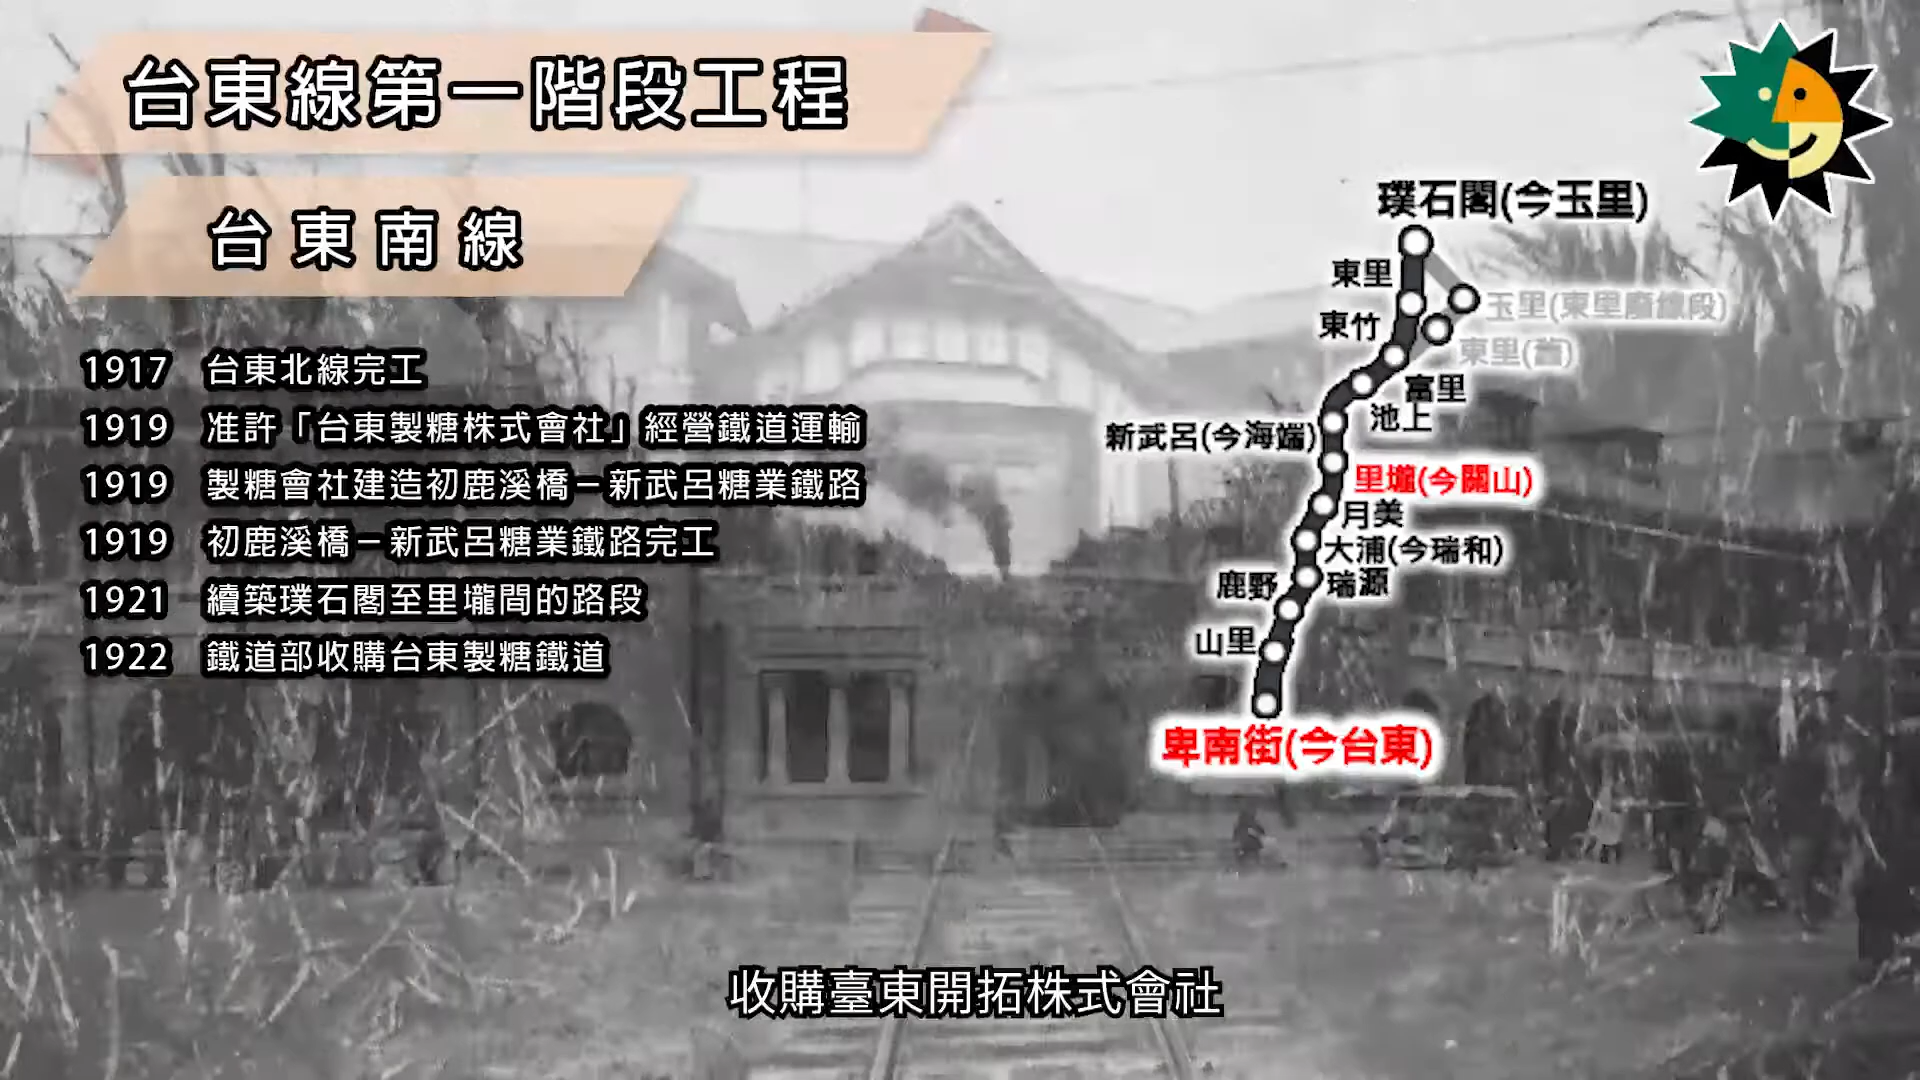 台東線第一階段工程
台東南線
1917 台東北線完工
1919 准許「台東製糖株式會社」經營鐵道運輸
1919 製糖會社建造初鹿溪橋－新武呂糖業鐵路
1919 初鹿溪橋－新武呂糖業鐵路完工
1921 續築璞石閣至里壠間的路段
1922 鐵道部收購台東製糖鐵道
璞石閣(今玉里)
東里
玉里(東里廢線段)
東竹
東里(舊)
富里
池上
新武呂(今海端)
里壠(今關山)
月美
大浦(今瑞和)
鹿野
瑞源
山里
卑南街(今台東)
收購臺東開拓株式會社